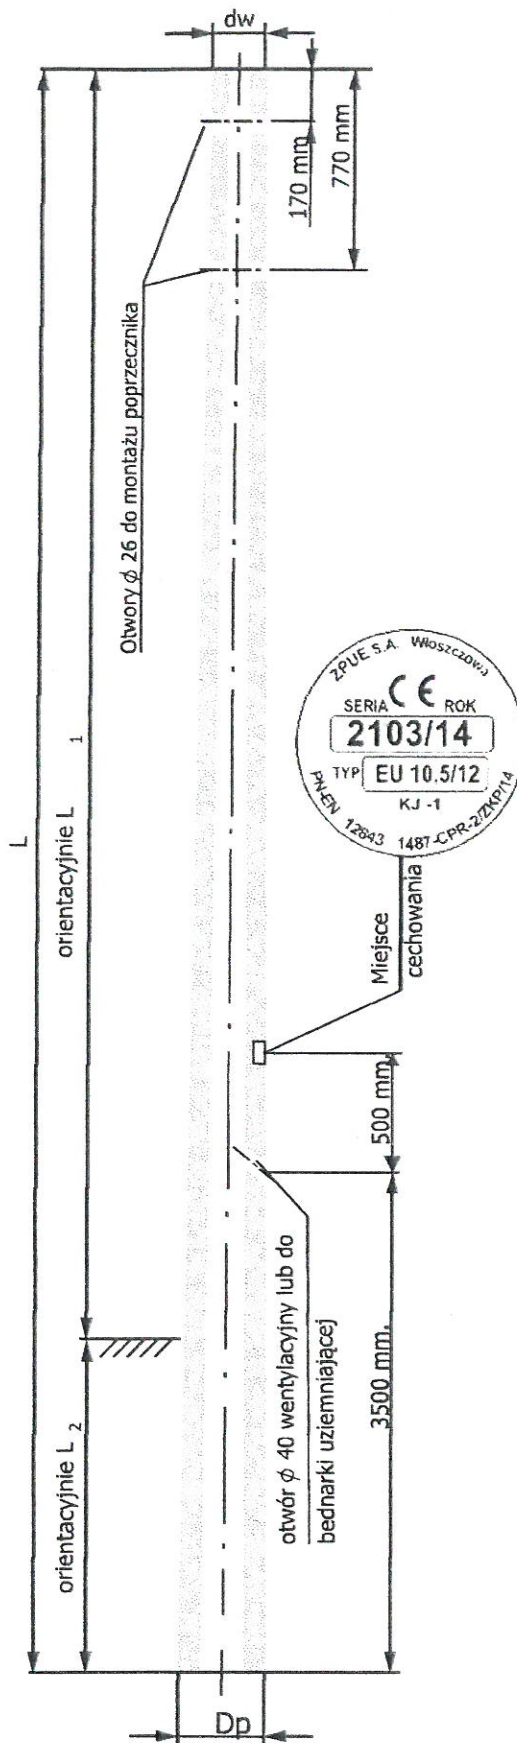 dw
170 mm
770 mm
Otwory ϕ 26 do montażu poprzecznika
L
orientacyjnie L 1
ZPUE S.A. Włoszczowa
CE
SERIA ROK
2103/14
TYP EU 10.5/12
KJ -1
PN-EN 12843 1487-CPR-2/ZKP/14
Miejsce
cechowania
500 mm.
otwór ϕ 40 wentylacyjny lub do
bednarki uziemniającej
3500 mm.
orientacyjnie L 2
Dp